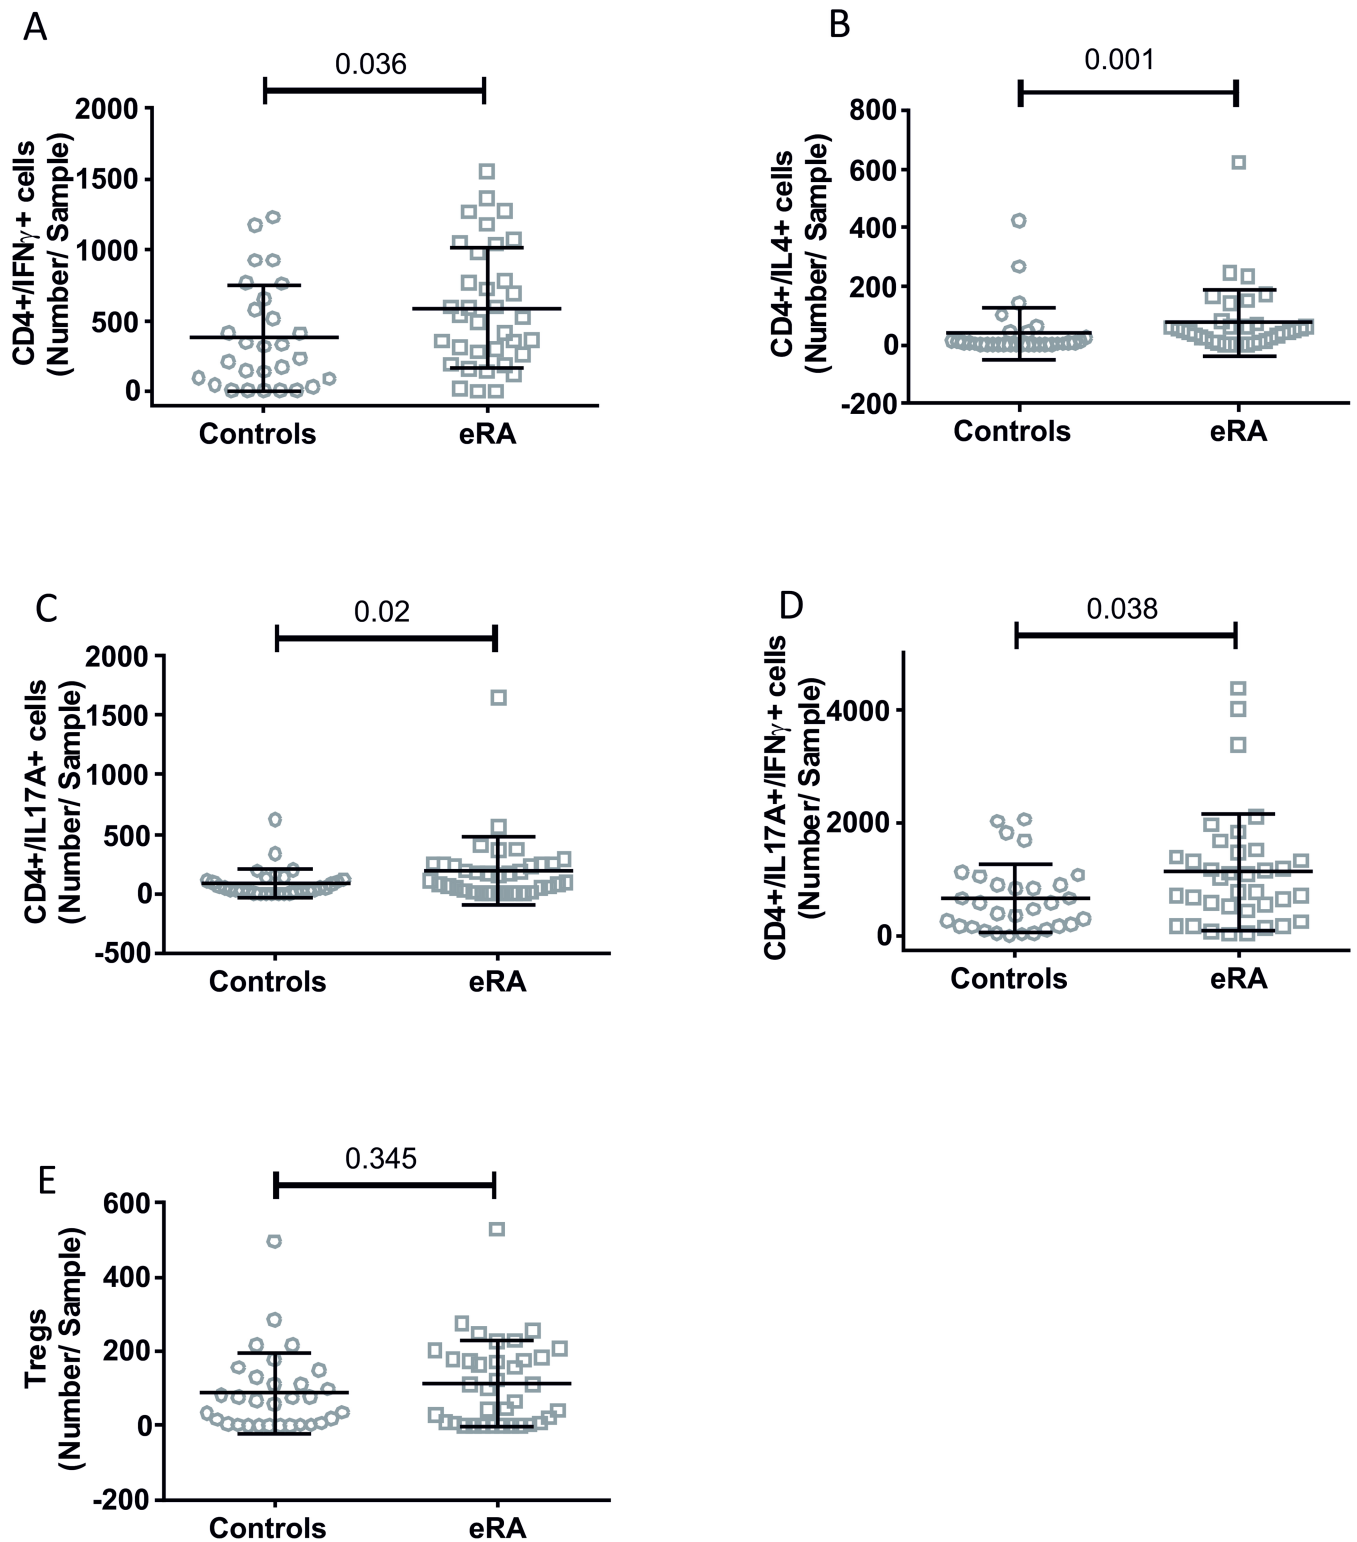 A
0.036
CD4+/IFNγ+ cells
(Number/ Sample)
2000
1500
1000
500
0
Controls
eRA
B
0.001
CD4+/IL4+ cells
(Number/ Sample)
800
600
400
200
0
-200
Controls
eRA
C
0.02
CD4+/IL17A+ cells
(Number/ Sample)
2000
1500
1000
500
0
-500
Controls
eRA
D
0.038
CD4+/IL17A+/IFNγ+ cells
(Number/ Sample)
4000
2000
0
Controls
eRA
E
0.345
Tregs
(Number/ Sample)
600
400
200
0
-200
Controls
eRA